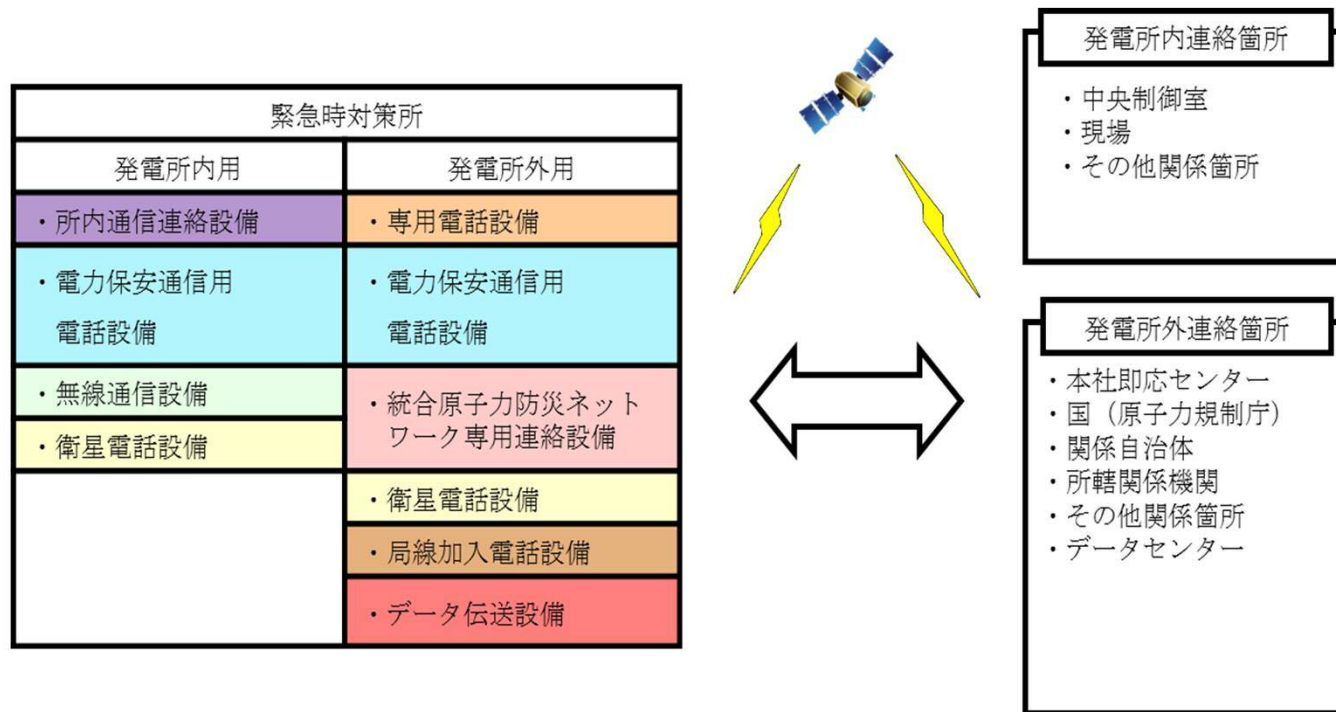 緊急時対策所
発電所内用
発電所外用
・所内通信連絡設備
・専用電話設備
・電力保安通信用
電話設備
・電力保安通信用
電話設備
・無線通信設備
・衛星電話設備
・統合原子力防災ネット
ワーク専用連絡設備
・衛星電話設備
・局線加入電話設備
・データ伝送設備
発電所内連絡箇所
・中央制御室
・現場
・その他関係箇所
発電所外連絡箇所
・本社即応センター
・国（原子力規制庁）
・関係自治体
・所轄関係機関
・その他関係箇所
・データセンター